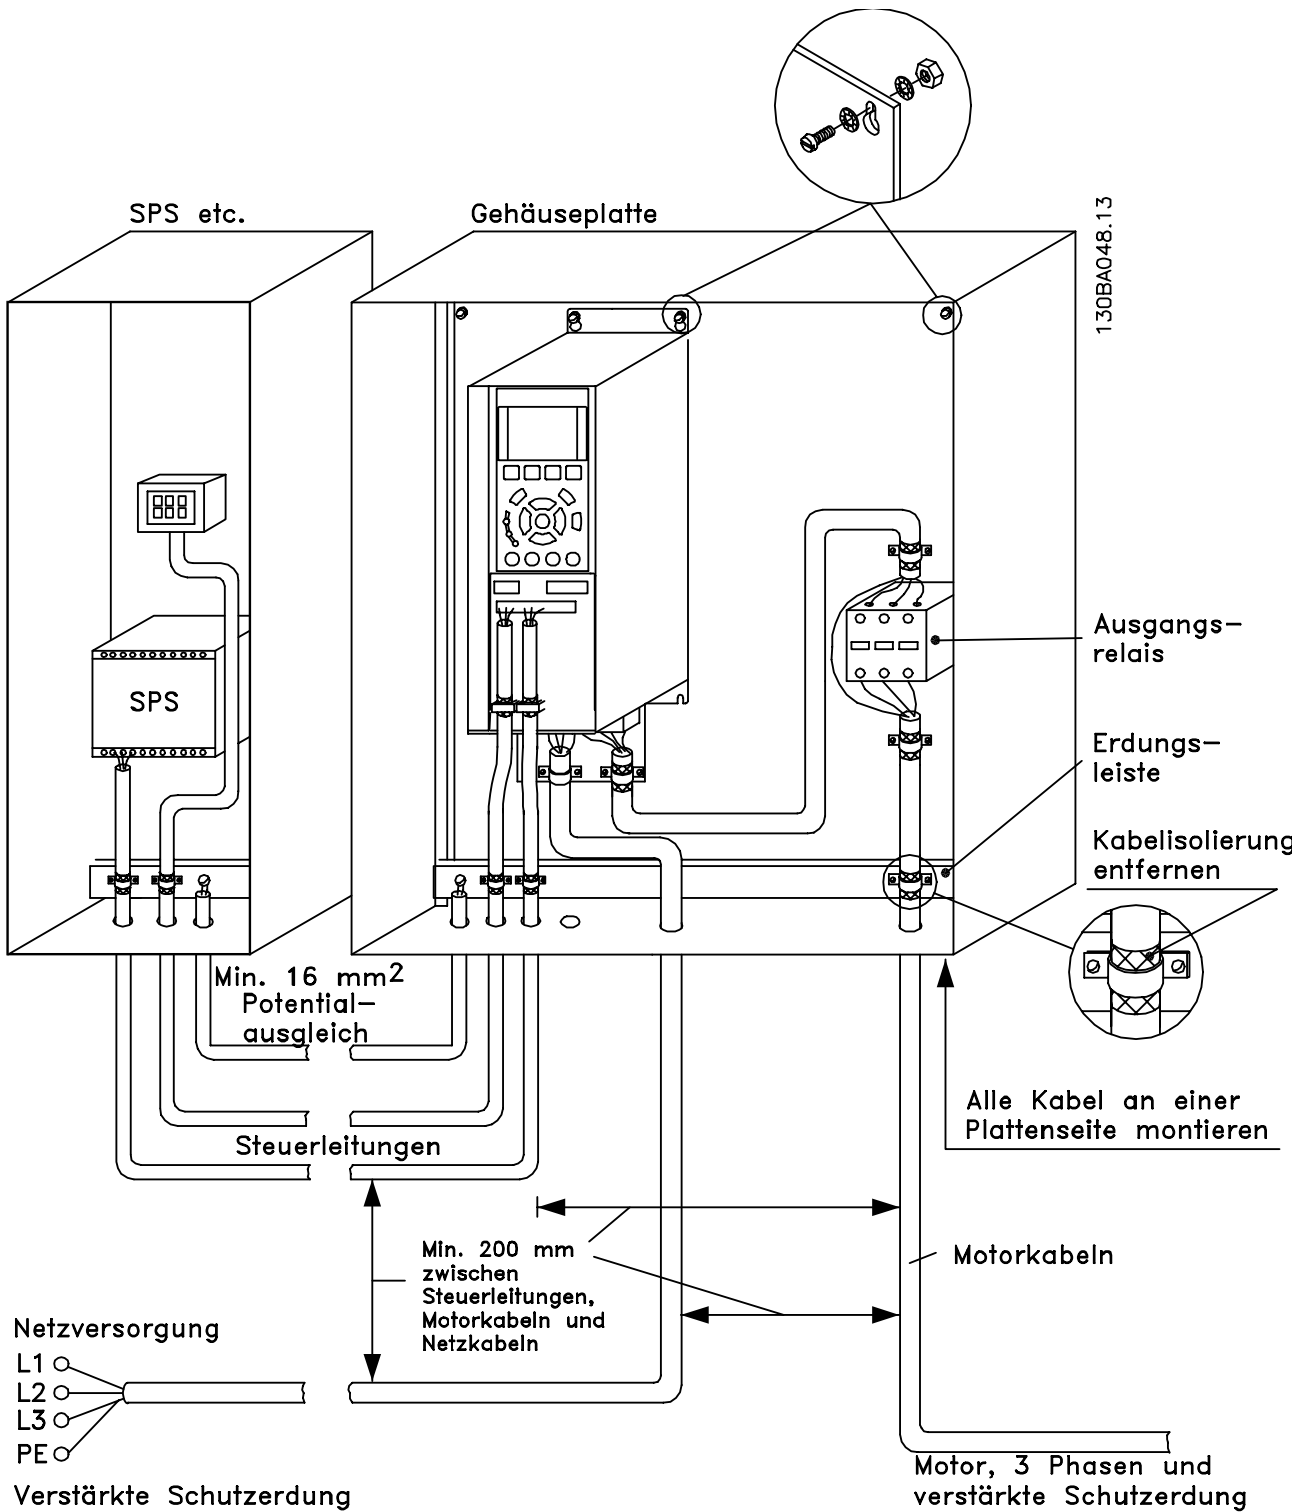 SPS etc.
Gehäuseplatte
130BA048.13
SPS
Ausgangs-
relais
Erdungs-
leiste
Kabelisolierung
entfernen
Min. 16 mm2
Potential-
ausgleich
Alle Kabel an einer
Plattenseite montieren
Steuerleitungen
Min. 200 mm
zwischen
Steuerleitungen,
Motorkabeln und
Netzkabeln
Motorkabeln
Netzversorgung
L1
L2
L3
PE
Verstärkte Schutzerdung
Motor, 3 Phasen und
verstärkte Schutzerdung